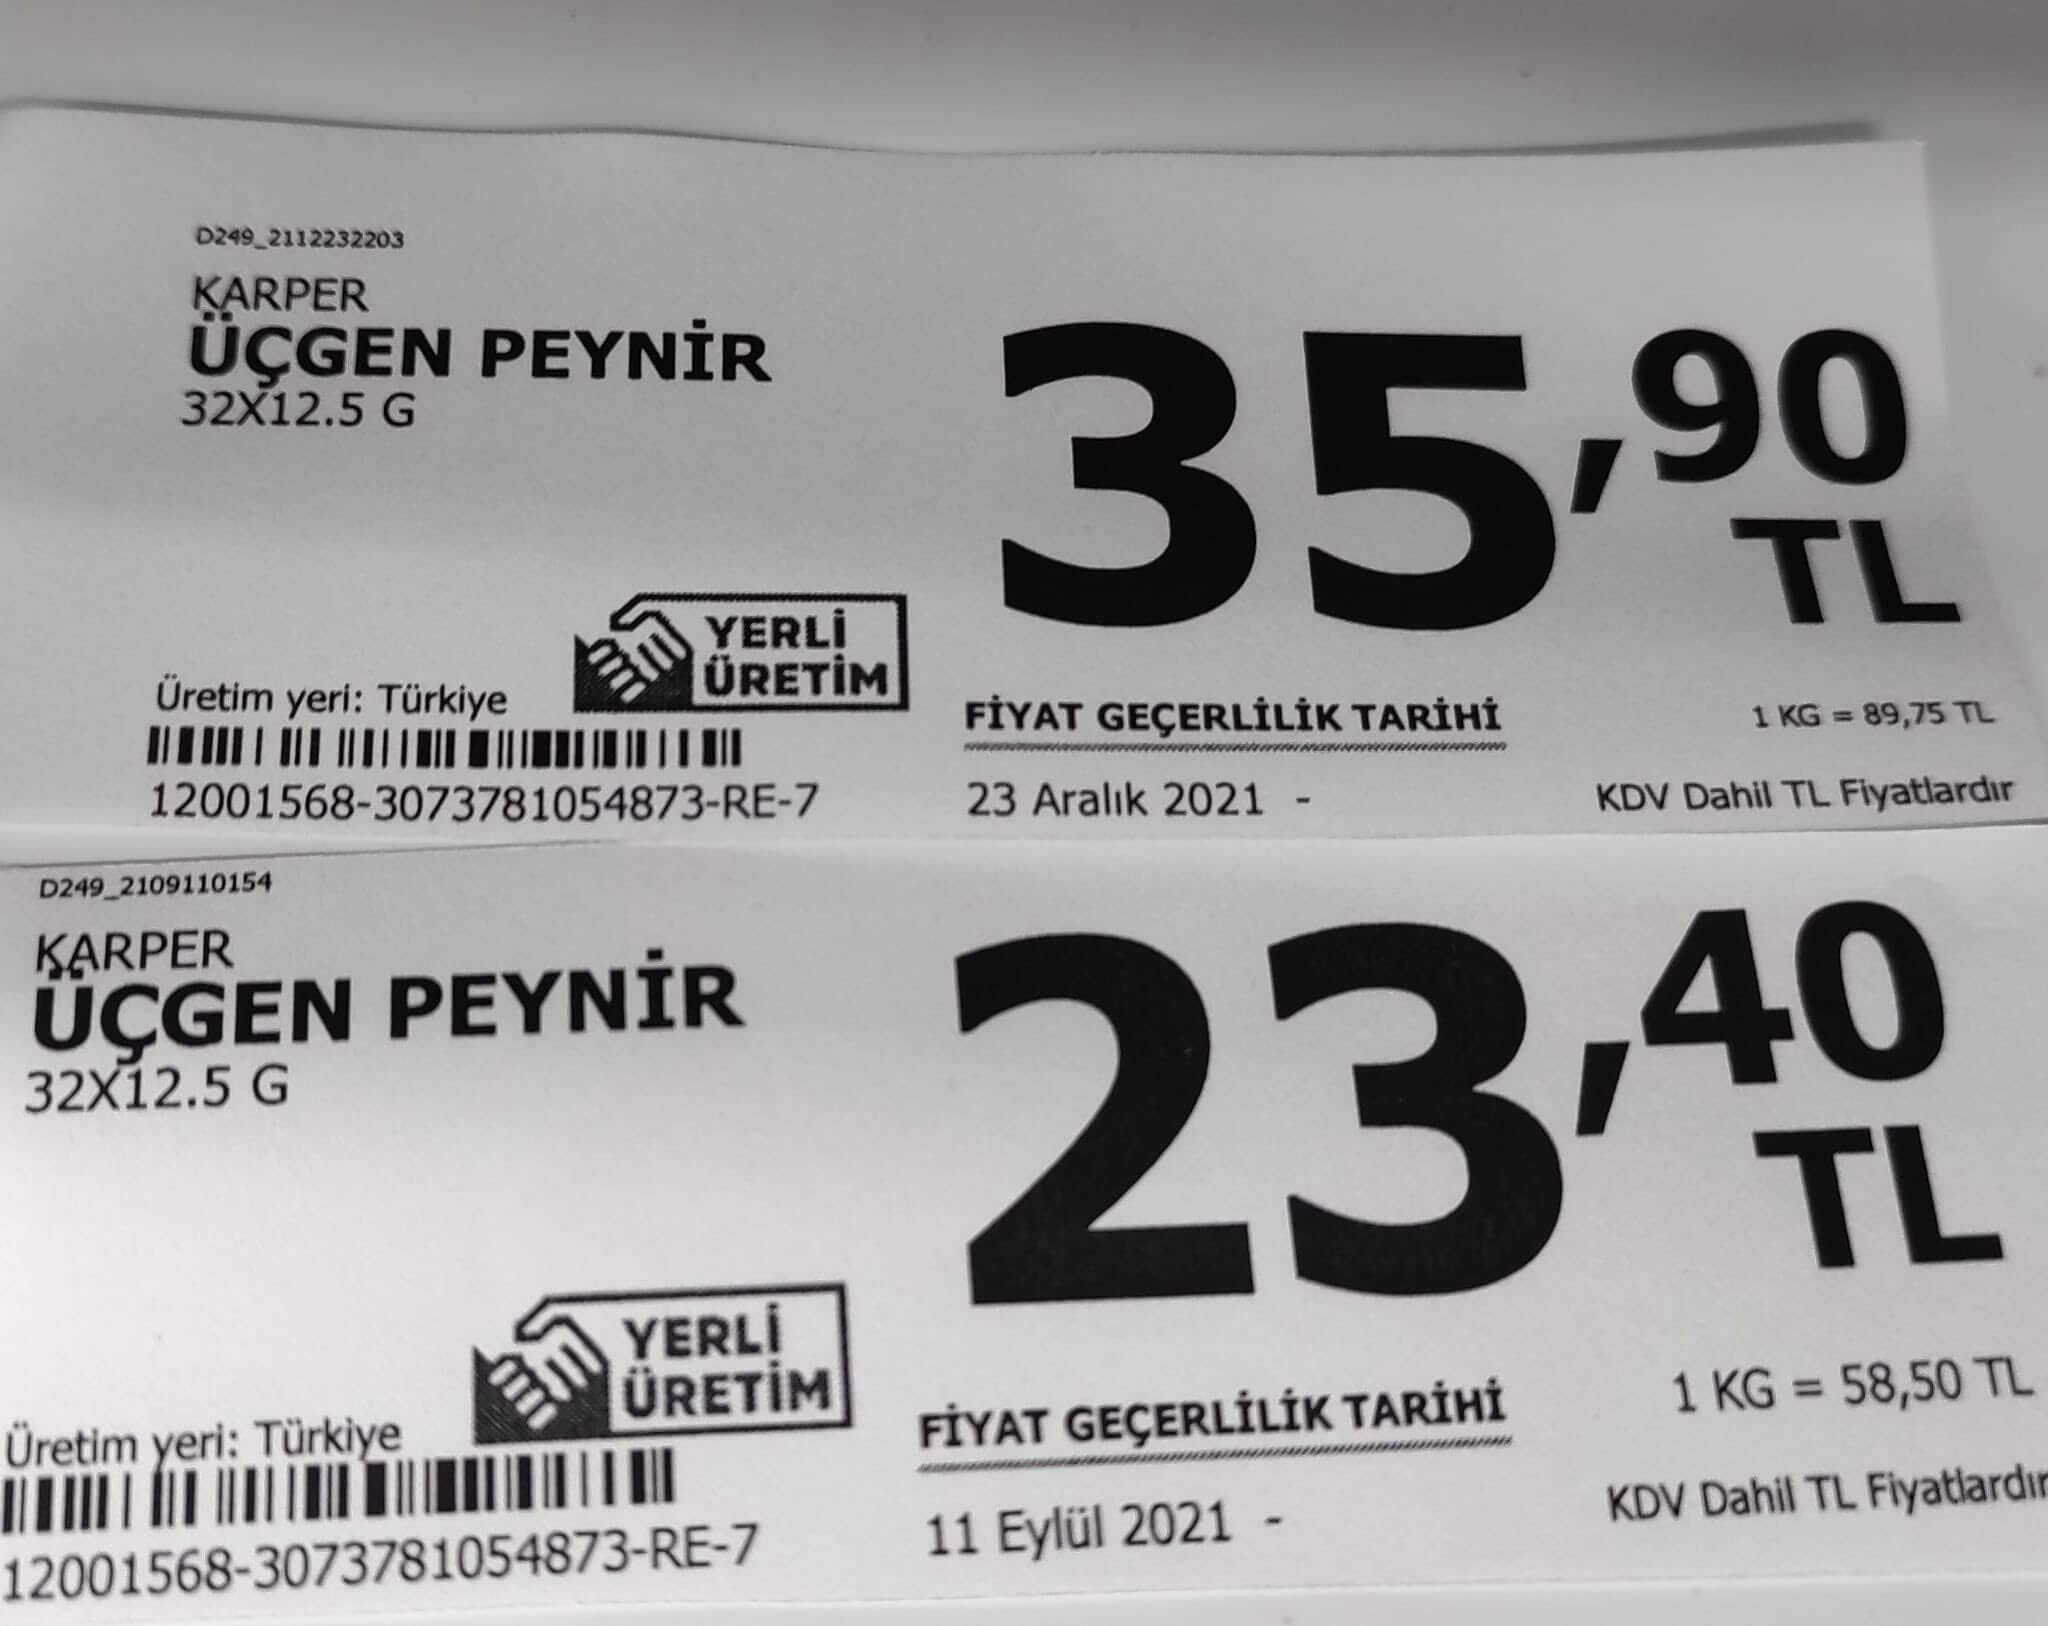 D249_2112232203
KARPER
ÜÇGEN PEYNİR
32X12.5 G
35,90
TL
YERLİ
ÜRETİM
Üretim yeri: Türkiye
12001568-3073781054873-RE-7
FİYAT GEÇERLİLİK TARİHİ
23 Aralık 2021 -
1 KG = 89,75 TL
KDV Dahil TL Fiyatlardır
D249_2109110154
KARPER
ÜÇGEN PEYNİR
32X12.5 G
23,40
TL
YERLİ
ÜRETİM
Üretim yeri: Türkiye
12001568-3073781054873-RE-7
FİYAT GEÇERLİLİK TARİHİ
11 Eylül 2021 -
1 KG = 58,50 TL
KDV Dahil TL Fiyatlardır